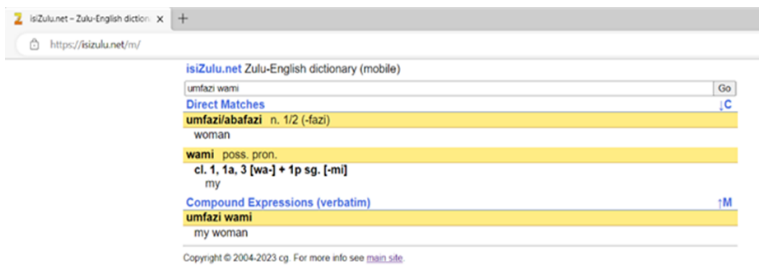 isiZulu.net – Zulu-English diction
https://isizulu.net/m/
isiZulu.net Zulu-English dictionary (mobile)
umfazi wami Go
Direct Matches ↓C
umfazi/abafazi n. 1/2 (-fazi)
woman
wami poss. pron.
cl. 1, 1a, 3 [wa-] + 1p sg. [-mi]
my
Compound Expressions (verbatim) ↑M
umfazi wami
my woman
Copyright © 2004-2023 cg. For more info see main site.